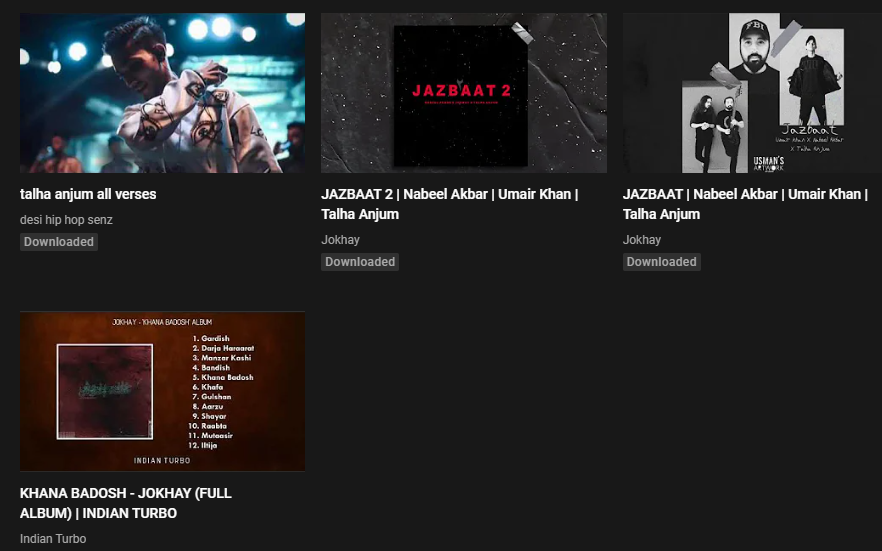 JAZBAAT 2
FBI
Jazbaat
Umair Khan X Nabeel Akbar
X Talha Anjum
USMAN'S
ARTWORK
talha anjum all verses
desi hip hop senz
Downloaded
JAZBAAT 2 | Nabeel Akbar | Umair Khan |
Talha Anjum
Jokhay
Downloaded
JAZBAAT | Nabeel Akbar | Umair Khan |
Talha Anjum
Jokhay
Downloaded
JOKHAY - 'KHANA BADOSH' ALBUM
1. Gardish
2. Darja Haraarat
3. Manzar Kashi
4. Bandish
5. Khana Badosh
6. Khafa
7. Gulshan
8. Aarzu
9. Shayar
10. Raabta
11. Mutaasir
12. Iltija
INDIAN TURBO
KHANA BADOSH - JOKHAY (FULL
ALBUM) | INDIAN TURBO
Indian Turbo